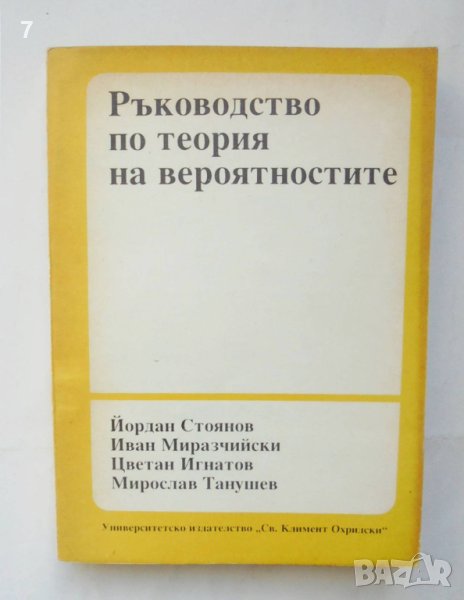 7
Ръководство
по теория
на вероятностите
Йордан Стоянов
Иван Миразчийски
Цветан Игнатов
Мирослав Танушев
Университетско издателство „Св. Климент Охридски“
BAZAR